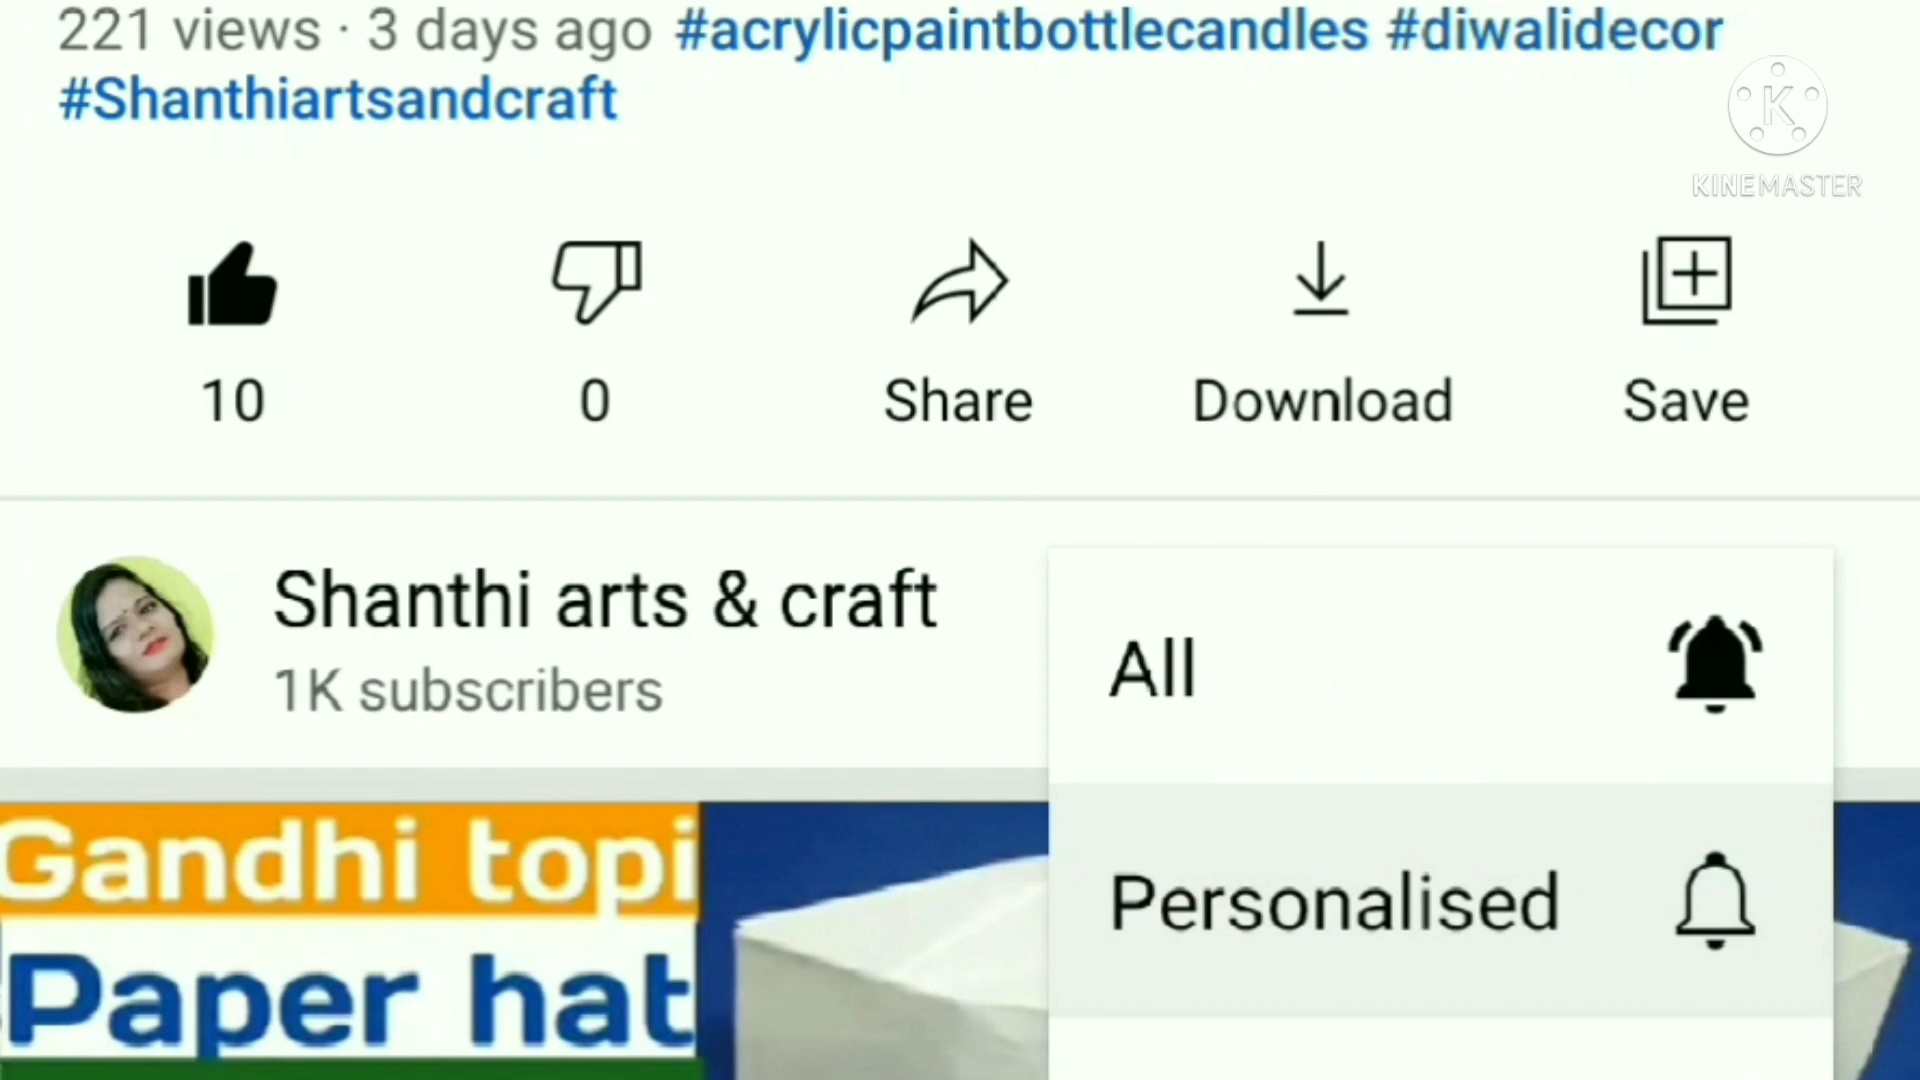 221 views · 3 days ago #acrylicpaintbottlecandles #diwalidecor
#Shanthiartsandcraft
K
KINEMASTER
10
0
Share
Download
Save
Shanthi arts & craft
1K subscribers
All
Personalised
Gandhi topi
Paper hat